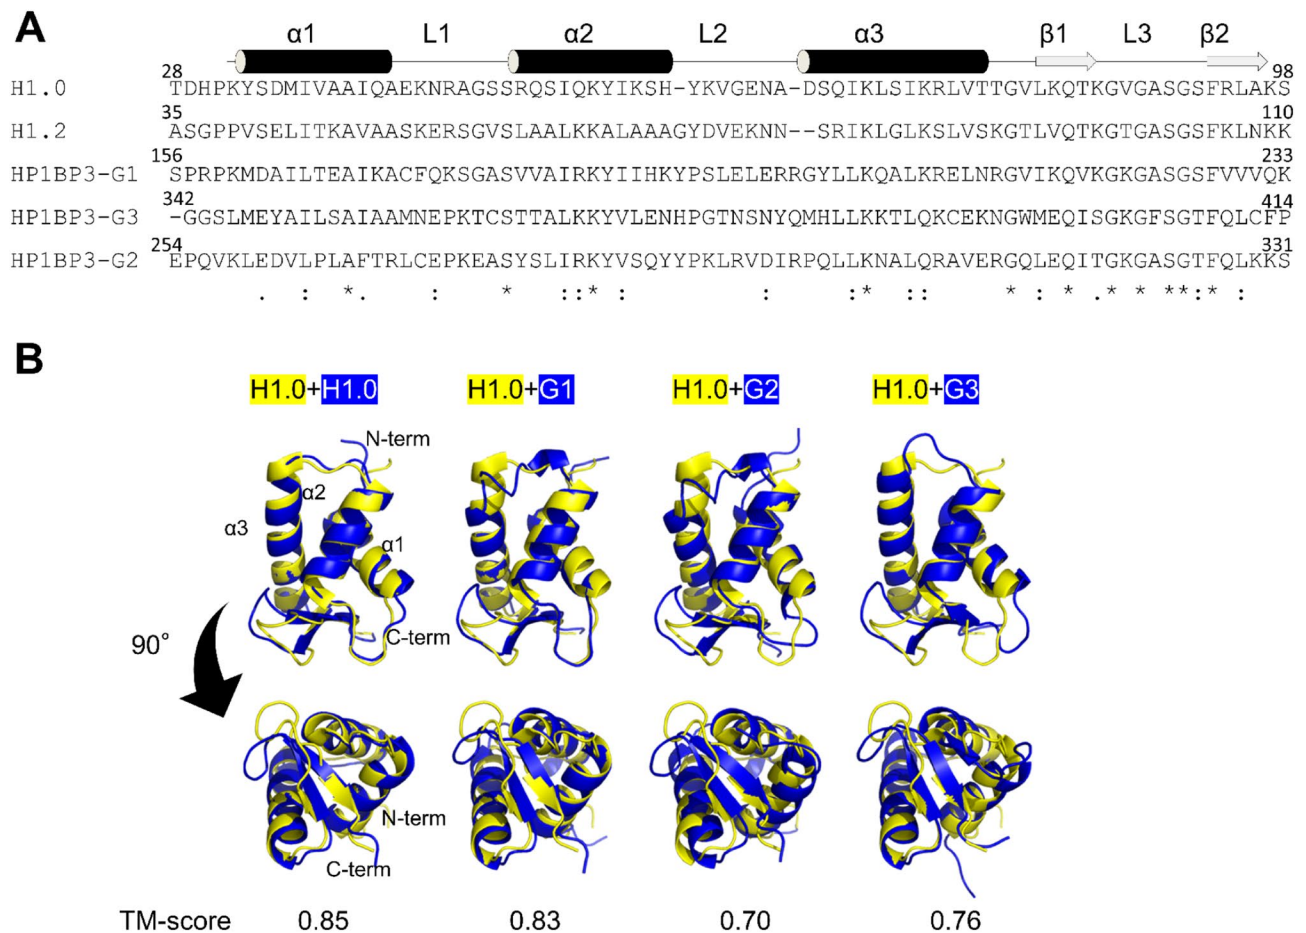 A
α1 L1 α2 L2 α3 β1 L3 β2
28 98
H1.0 TDHPKYSDMIVAAIQAEKNRAGSSRQSIQKYIKSH-YKVGENA-DSQIKLSIKRLVTTGVLKQTKGVGASGSFRLAKS
35 110
H1.2 ASGPPVSELITKAVAASKERSGVSLAALKKALAAAGYDVEKNN--SRIKLGLKSLVSKGTLVQTKGTGASGSFKLNKK
156 233
HP1BP3-G1 SPRPKMDAILTEAIKACFQKSGASVVAIRKYIIHKYPSLELERRGYLLKQALKRELNRGVIKQVKGKGASGSFVVVQK
342 414
HP1BP3-G3 -GGSLMEYAILSAIAAMNEPKTCSTTALKKYVLENHPGTNSNYQMHLLKKTLQKCEKNGWMEQISGKGFSGTFQLCFP
254 331
HP1BP3-G2 EPQVKLEDVLPLAFTRLCEPKEASYSLIRKYVSQYYPKLRVDIRPQLLKNALQRAVERGQLEQITGKGASGTFQLKKS
. : *. : * ::* : : :* :: * : * .* * **:* :
B
H1.0+H1.0 H1.0+G1 H1.0+G2 H1.0+G3
N-term
α2
α3
α1
C-term
90°
N-term
C-term
TM-score 0.85 0.83 0.70 0.76